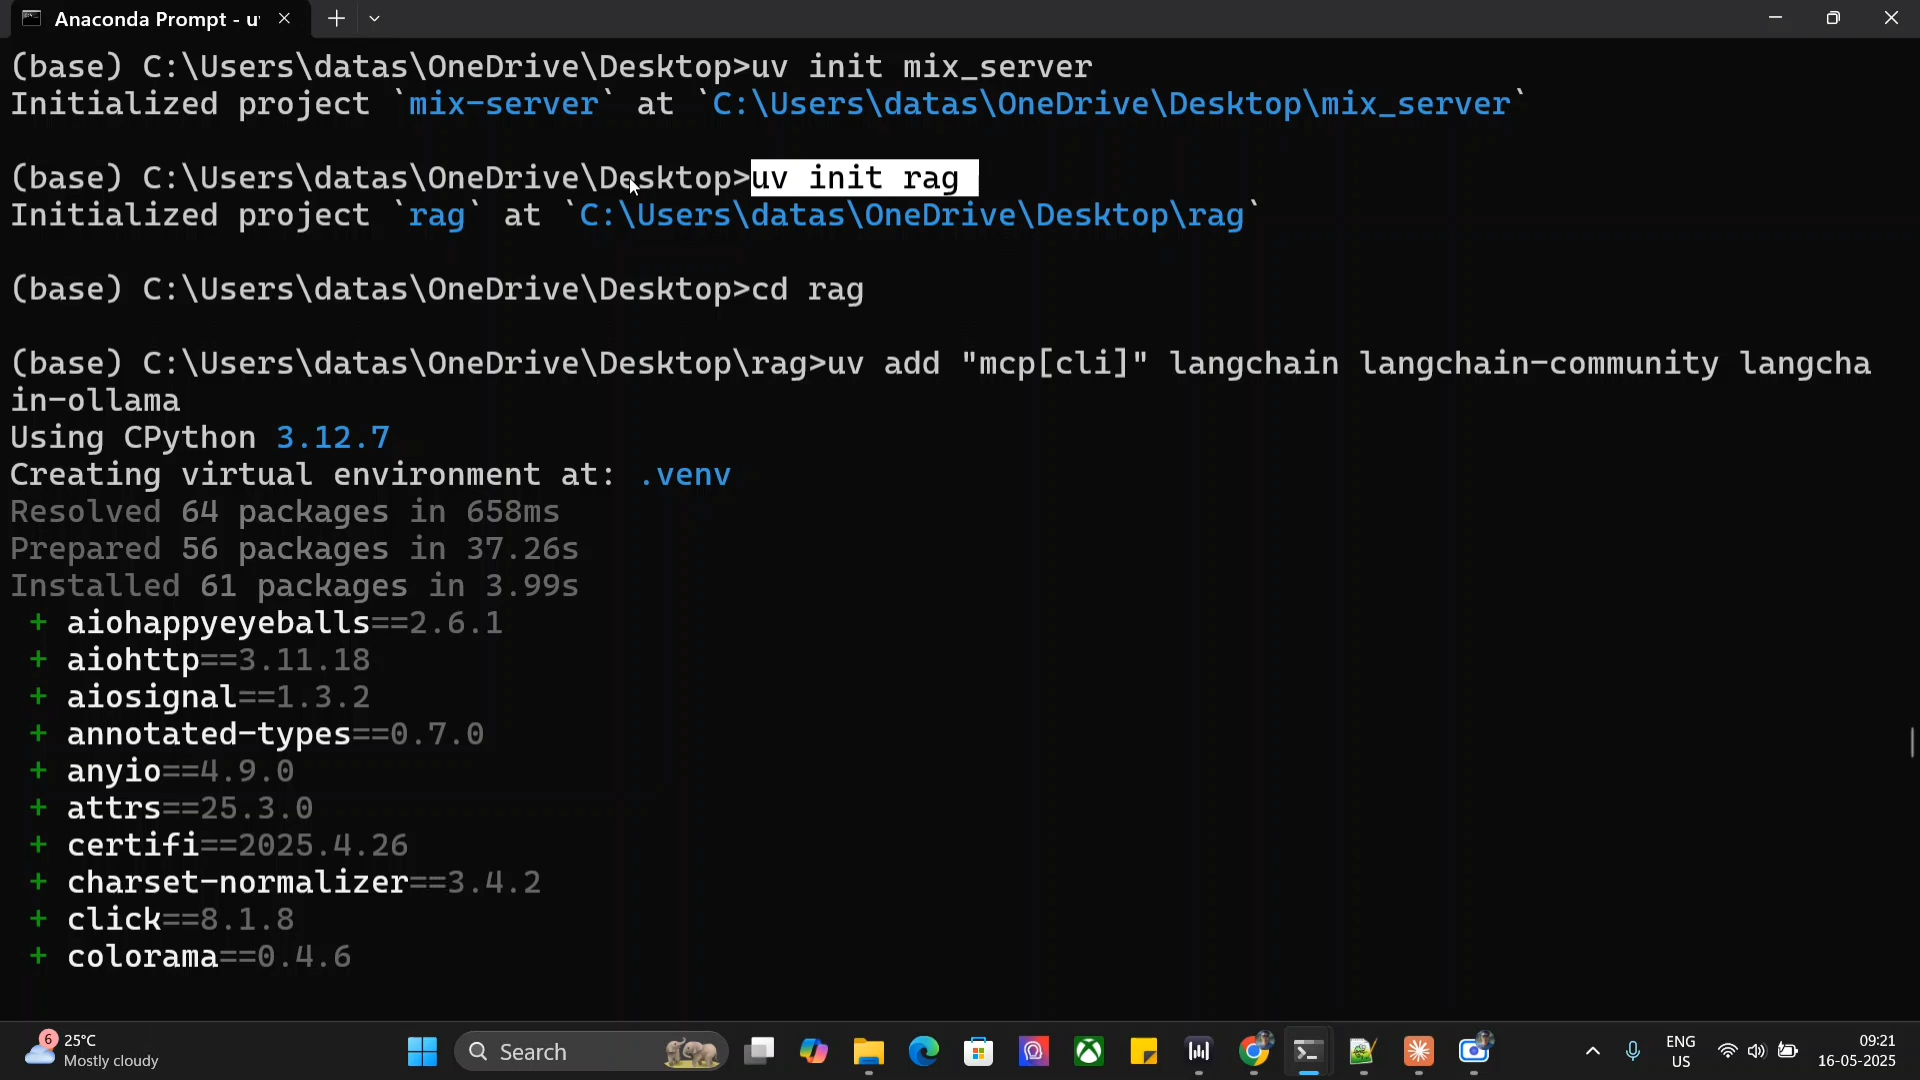 Anaconda Prompt - u
(base) C:\Users\datas\OneDrive\Desktop>uv init mix_server
Initialized project `mix-server` at `C:\Users\datas\OneDrive\Desktop\mix_server`
(base) C:\Users\datas\OneDrive\Desktop>uv init rag
Initialized project `rag` at `C:\Users\datas\OneDrive\Desktop\rag`
(base) C:\Users\datas\OneDrive\Desktop>cd rag
(base) C:\Users\datas\OneDrive\Desktop\rag>uv add "mcp[cli]" langchain langchain-community langcha
in-ollama
Using CPython 3.12.7
Creating virtual environment at: .venv
Resolved 64 packages in 658ms
Prepared 56 packages in 37.26s
Installed 61 packages in 3.99s
+ aiohappyeyeballs==2.6.1
+ aiohttp==3.11.18
+ aiosignal==1.3.2
+ annotated-types==0.7.0
+ anyio==4.9.0
+ attrs==25.3.0
+ certifi==2025.4.26
+ charset-normalizer==3.4.2
+ click==8.1.8
+ colorama==0.4.6
6
25°C
Mostly cloudy
Search
ENG
US
09:21
16-05-2025